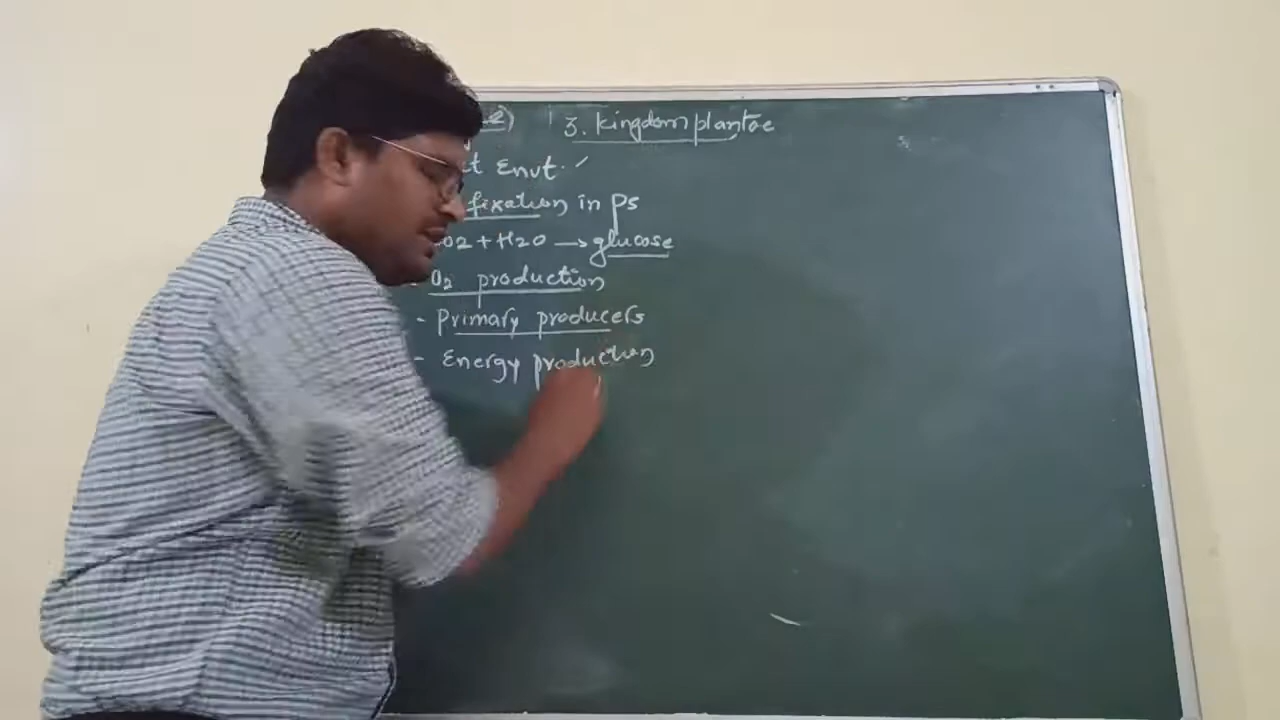 3. Kingdom plantae
Envt.
fixation in ps
O2 + H2O → glucose
- O2 production
- Primary producers
- Energy production